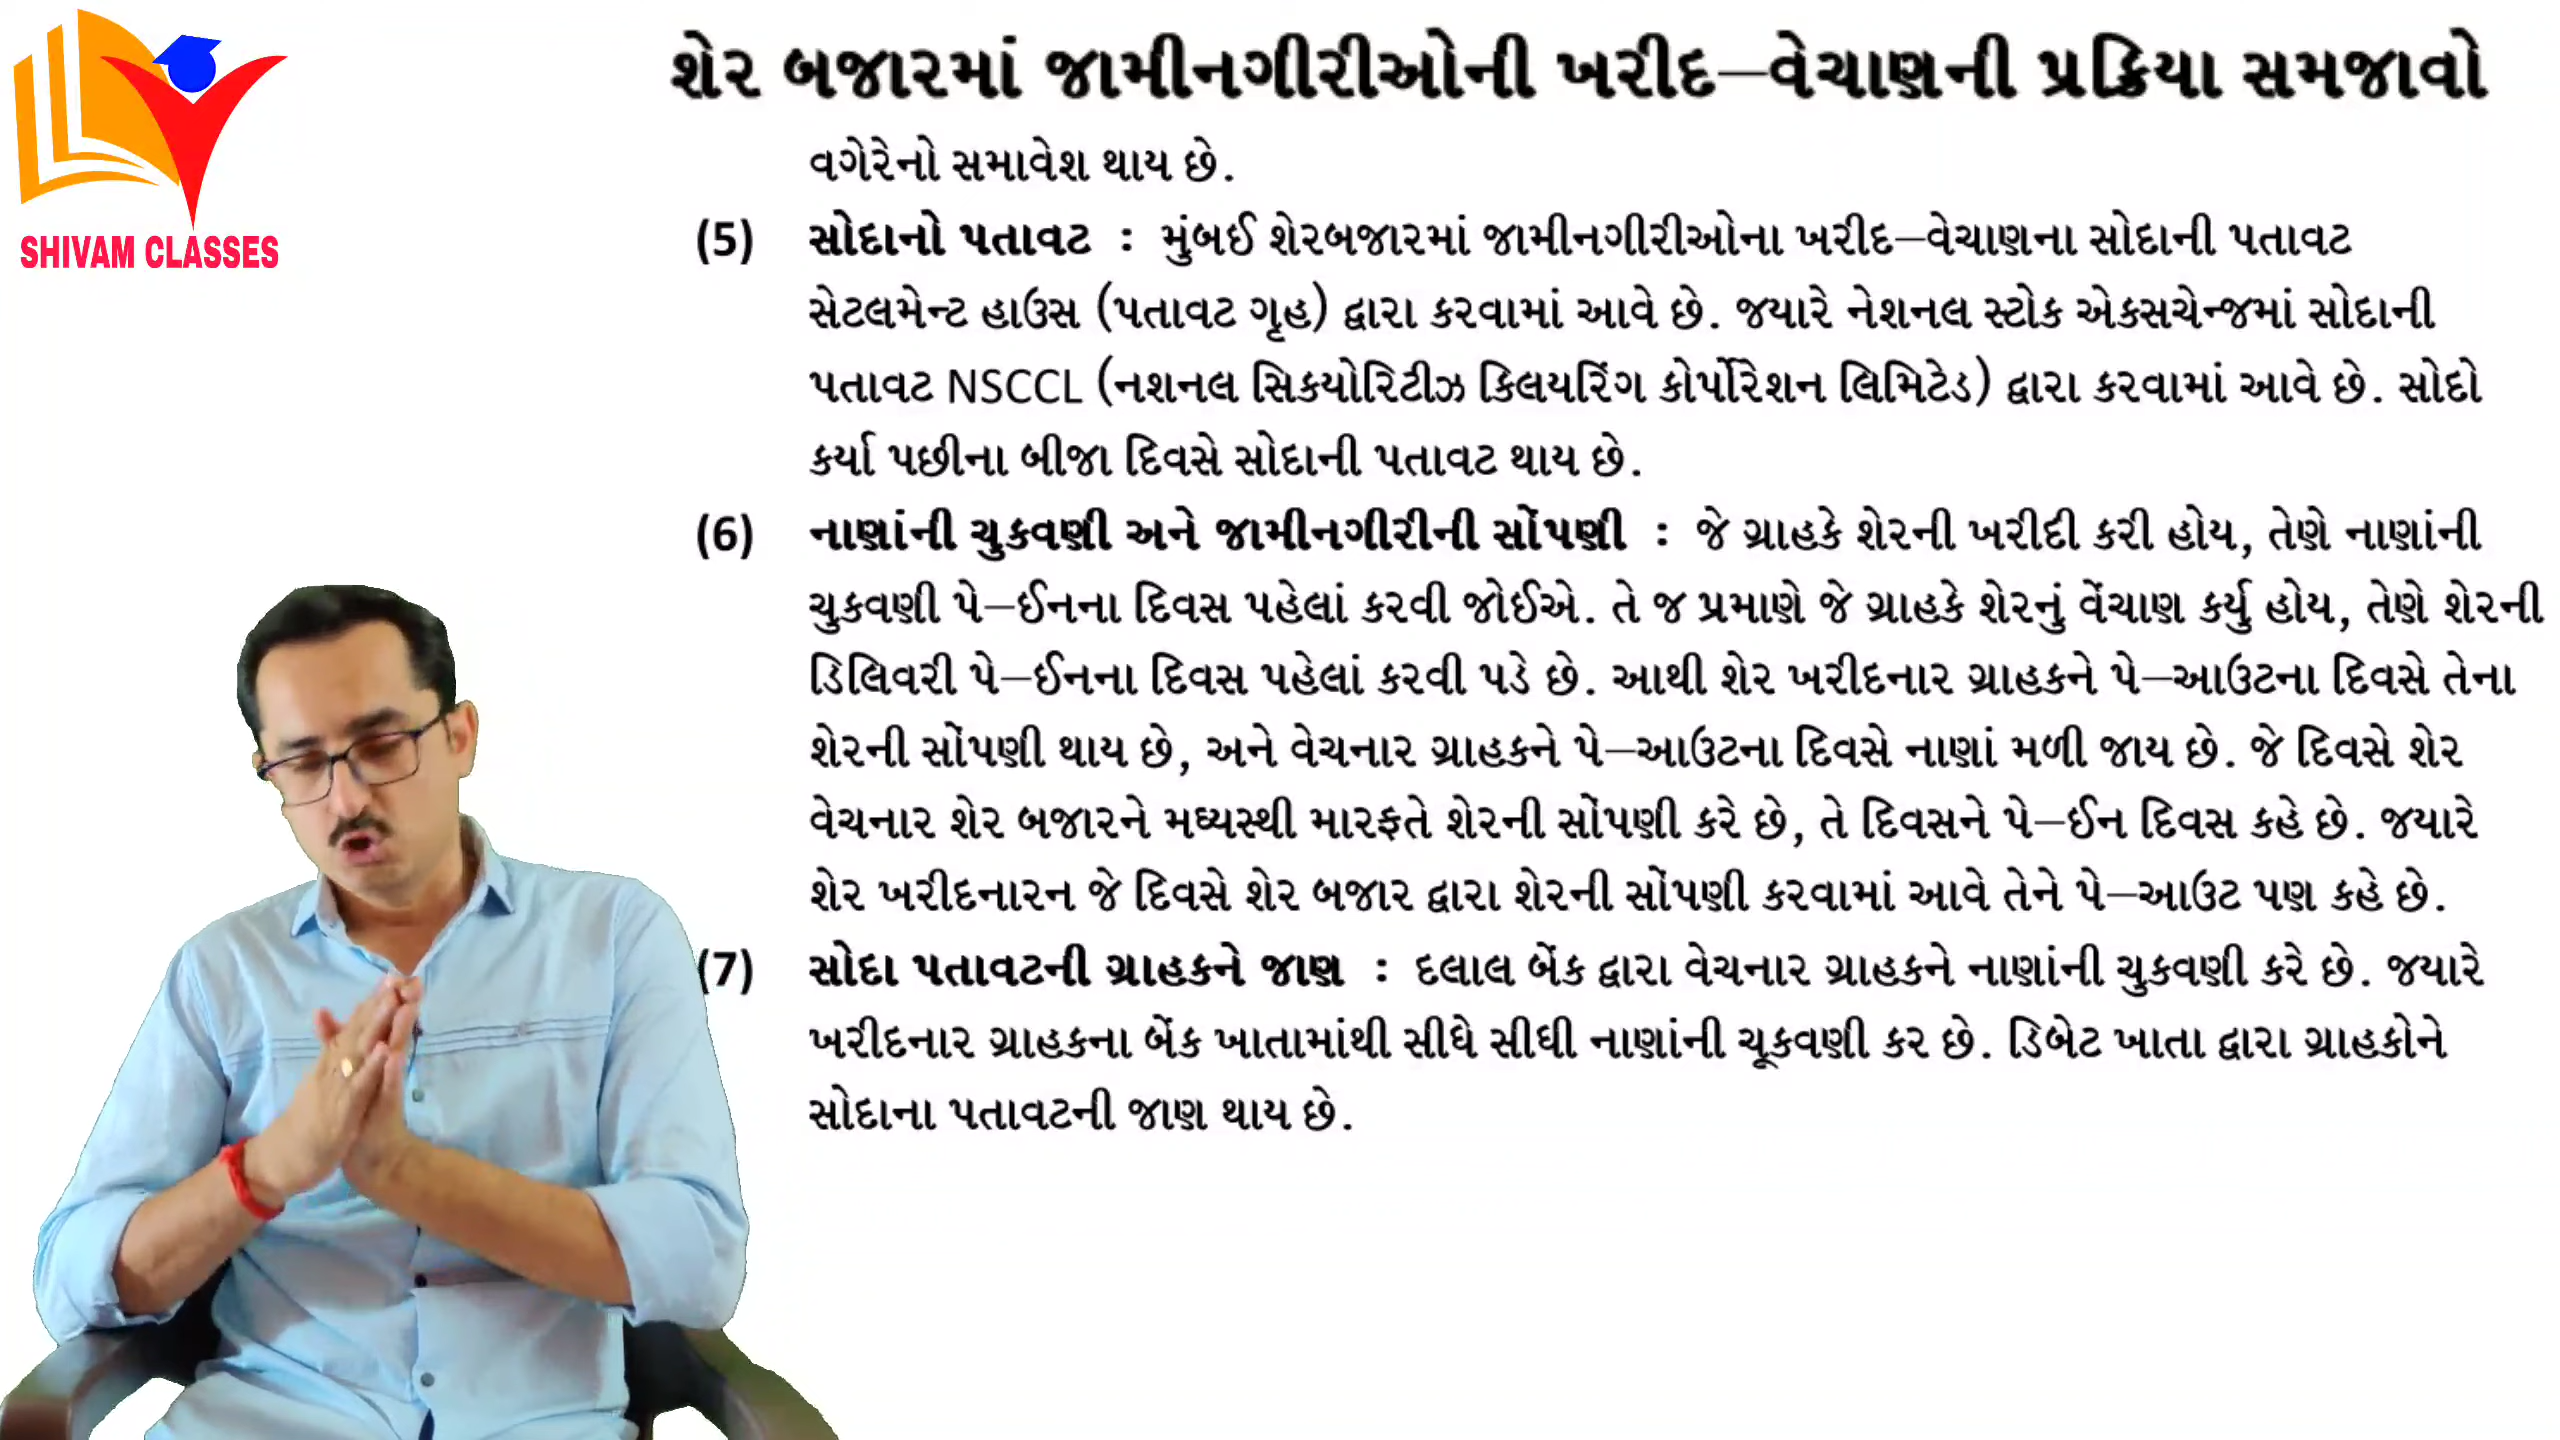 SHIVAM CLASSES
શેર બજારમાં જામીનગીરીઓની ખરીદ–વેચાણની પ્રક્રિયા સમજાવો
વગેરેનો સમાવેશ થાય છે.
(5) સોદાનો પતાવટ : મુંબઈ શેરબજારમાં જામીનગીરીઓના ખરીદ–વેચાણના સોદાની પતાવટ
સેટલમેન્ટ હાઉસ (પતાવટ ગૃહ) દ્વારા કરવામાં આવે છે. જયારે નેશનલ સ્ટોક એકસચેન્જમાં સોદાની
પતાવટ NSCCL (નશનલ સિકયોરિટીઝ કિલયરિંગ કોર્પોરેશન લિમિટેડ) દ્વારા કરવામાં આવે છે. સોદો
કર્યા પછીના બીજા દિવસે સોદાની પતાવટ થાય છે.
(6) નાણાંની ચુકવણી અને જામીનગીરીની સોંપણી : જે ગ્રાહકે શેરની ખરીદી કરી હોય, તેણે નાણાંની
ચુકવણી પે–ઈનના દિવસ પહેલાં કરવી જોઈએ. તે જ પ્રમાણે જે ગ્રાહકે શેરનું વેંચાણ કર્યુ હોય, તેણે શેરની
ડિલિવરી પે–ઈનના દિવસ પહેલાં કરવી પડે છે. આથી શેર ખરીદનાર ગ્રાહકને પે–આઉટના દિવસે તેના
શેરની સોંપણી થાય છે, અને વેચનાર ગ્રાહકને પે–આઉટના દિવસે નાણાં મળી જાય છે. જે દિવસે શેર
વેચનાર શેર બજારને મધ્યસ્થી મારફતે શેરની સોંપણી કરે છે, તે દિવસને પે–ઈન દિવસ કહે છે. જયારે
શેર ખરીદનારન જે દિવસે શેર બજાર દ્વારા શેરની સોંપણી કરવામાં આવે તેને પે–આઉટ પણ કહે છે.
(7) સોદા પતાવટની ગ્રાહકને જાણ : દલાલ બેંક દ્વારા વેચનાર ગ્રાહકને નાણાંની ચુકવણી કરે છે. જયારે
ખરીદનાર ગ્રાહકના બેંક ખાતામાંથી સીધે સીધી નાણાંની ચૂકવણી કર છે. ડિબેટ ખાતા દ્વારા ગ્રાહકોને
સોદાના પતાવટની જાણ થાય છે.